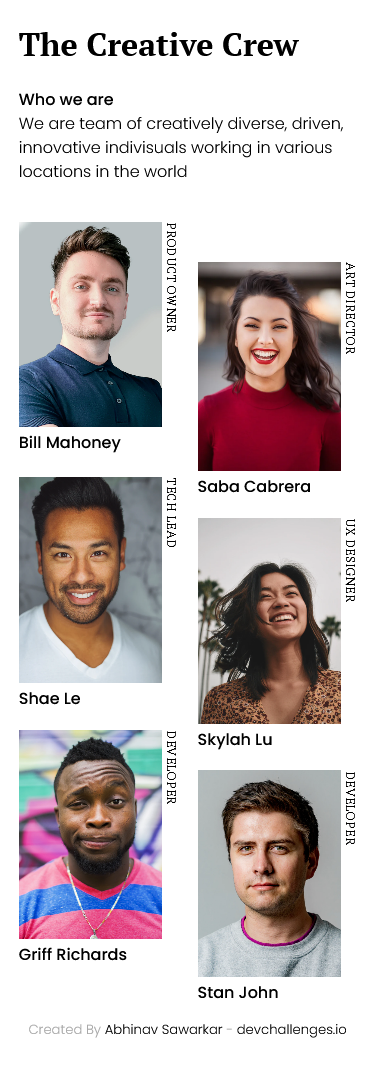 The Creative Crew
Who we are
We are team of creatively diverse, driven,
innovative indivisuals working in various
locations in the world
PRODUCT OWNER
Bill Mahoney
ART DIRECTOR
Saba Cabrera
TECH LEAD
Shae Le
UX DESIGNER
Skylah Lu
DEVELOPER
Griff Richards
DEVELOPER
Stan John
Created By Abhinav Sawarkar - devchallenges.io